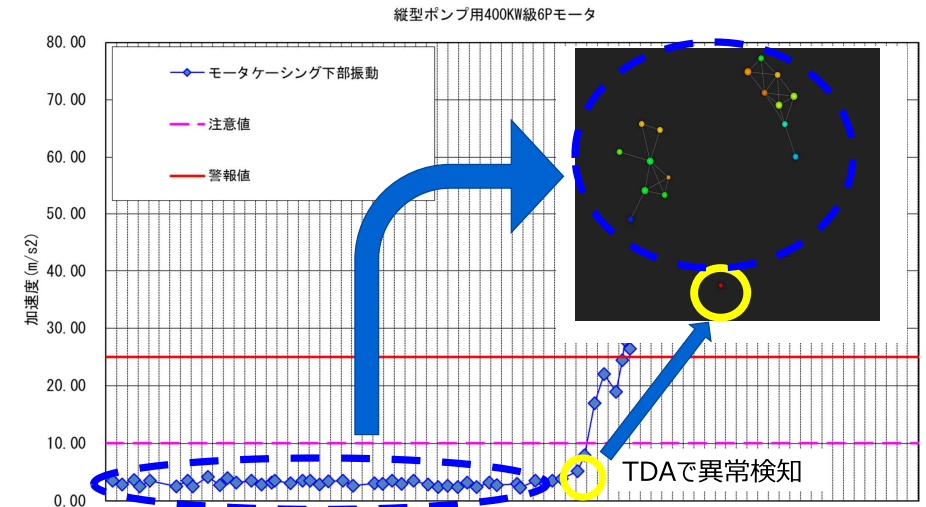 縦型ポンプ用400KW級6Pモータ
80.00
70.00
60.00
50.00
40.00
30.00
20.00
10.00
0.00
加速度(m/s2)
モータケーシング下部振動
注意値
警報値
TDAで異常検知